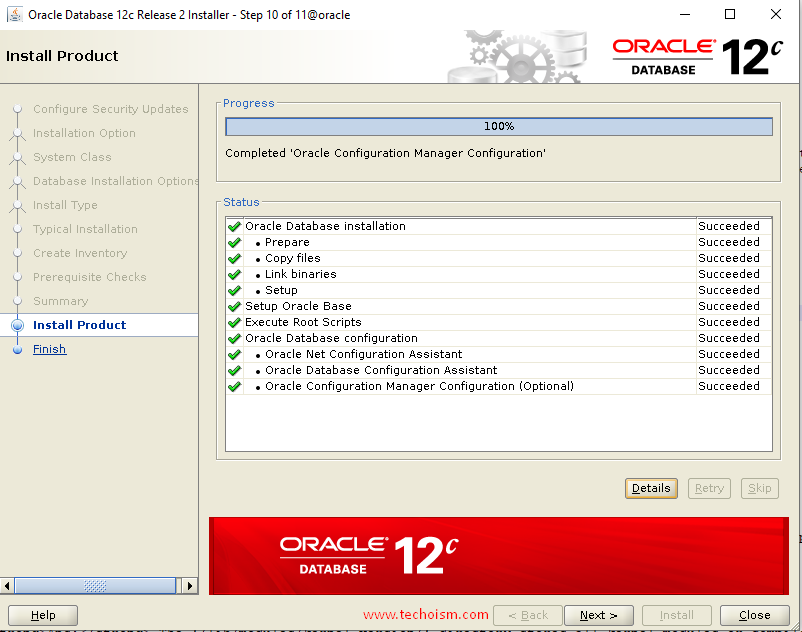 Oracle Database 12c Release 2 Installer - Step 10 of 11@oracle
Install Product
ORACLE
DATABASE
12c
Configure Security Updates
Installation Option
System Class
Database Installation Options
Install Type
Typical Installation
Create Inventory
Prerequisite Checks
Summary
Install Product
Finish
Progress
100%
Completed 'Oracle Configuration Manager Configuration'
Status
Oracle Database installation Succeeded
• Prepare Succeeded
• Copy files Succeeded
• Link binaries Succeeded
• Setup Succeeded
Setup Oracle Base Succeeded
Execute Root Scripts Succeeded
Oracle Database configuration Succeeded
• Oracle Net Configuration Assistant Succeeded
• Oracle Database Configuration Assistant Succeeded
• Oracle Configuration Manager Configuration (Optional) Succeeded
Details Retry Skip
ORACLE
DATABASE
12c
Help www.techoism.com < Back Next > Install Close